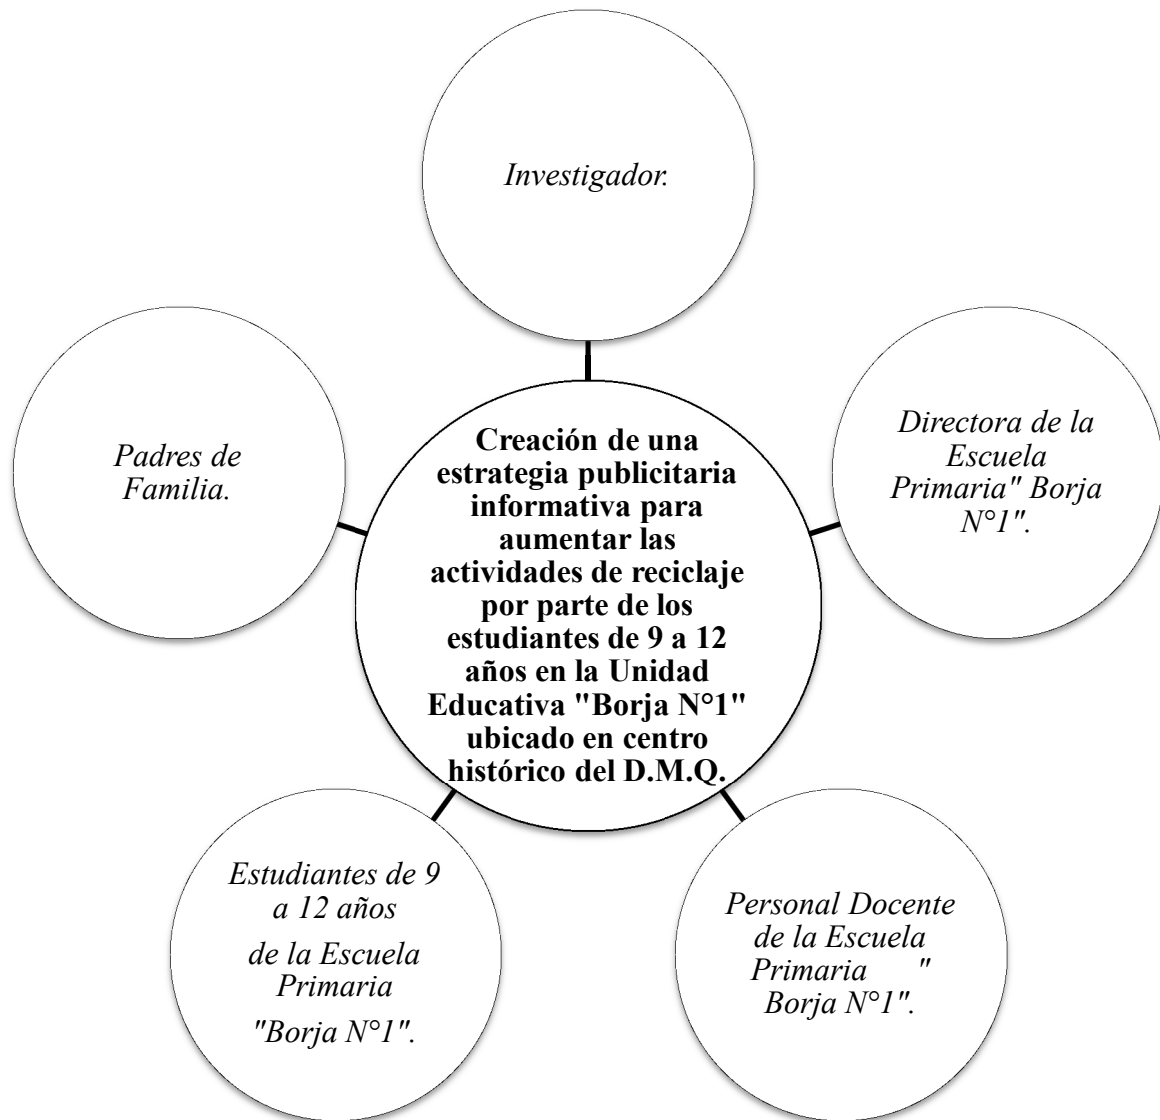 Investigador.
Padres de
Familia.
Creación de una
estrategia publicitaria
informativa para
aumentar las
actividades de reciclaje
por parte de los
estudiantes de 9 a 12
años en la Unidad
Educativa "Borja N°1"
ubicado en centro
histórico del D.M.Q.
Directora de la
Escuela
Primaria" Borja
N°1".
Estudiantes de 9
a 12 años
de la Escuela
Primaria
"Borja N°1".
Personal Docente
de la Escuela
Primaria "
Borja N°1".